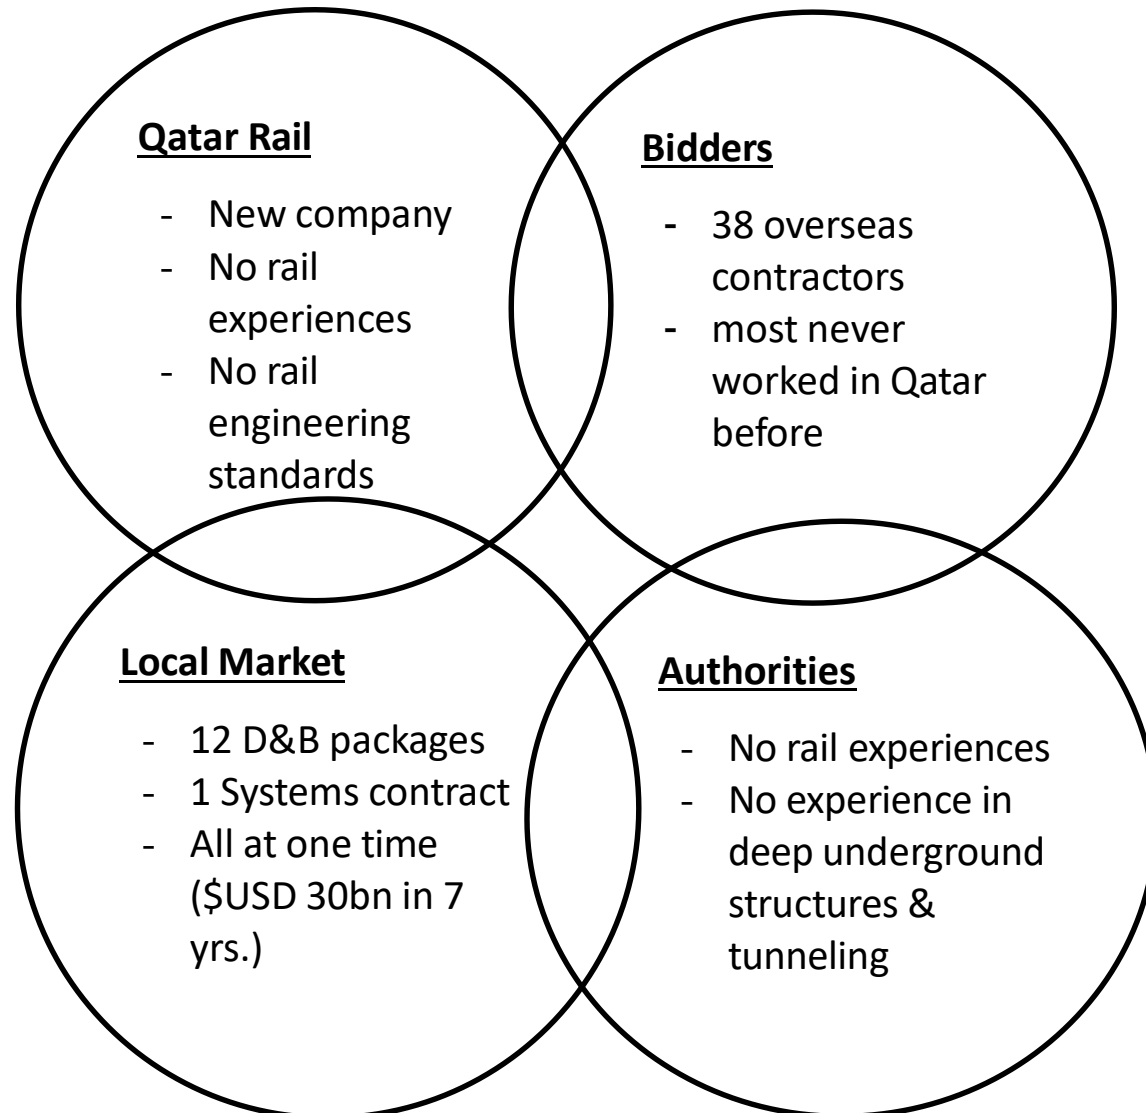 Qatar Rail
- New company
- No rail
experiences
- No rail
engineering
standards
Bidders
- 38 overseas
contractors
- most never
worked in Qatar
before
Local Market
- 12 D&B packages
- 1 Systems contract
- All at one time
($USD 30bn in 7
yrs.)
Authorities
- No rail experiences
- No experience in
deep underground
structures &
tunneling